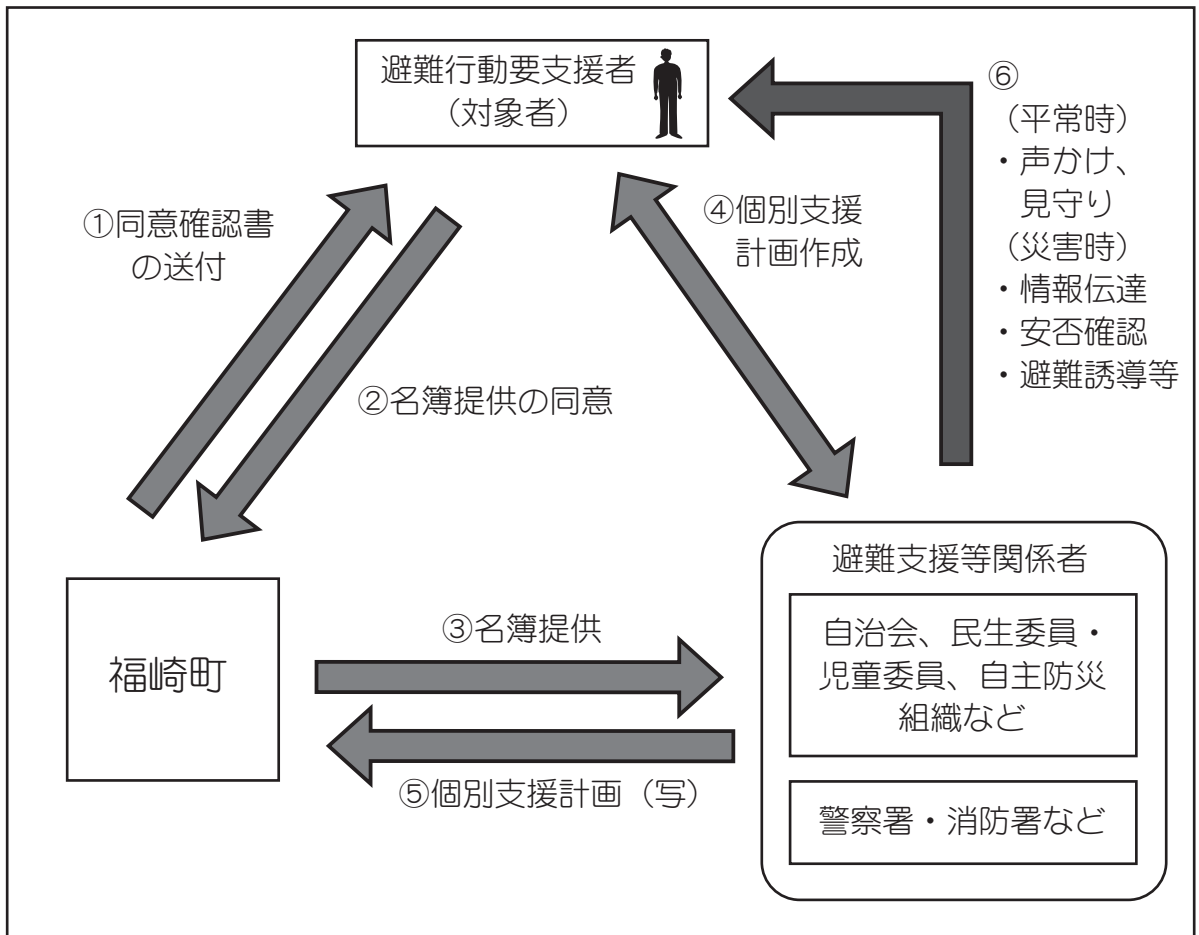 避難行動要支援者
（対象者）
①同意確認書
の送付
②名簿提供の同意
④個別支援
計画作成
⑥
（平常時）
・声かけ、
見守り
（災害時）
・情報伝達
・安否確認
・避難誘導等
福崎町
③名簿提供
⑤個別支援計画（写）
避難支援等関係者
自治会、民生委員・
児童委員、自主防災
組織など
警察署・消防署など